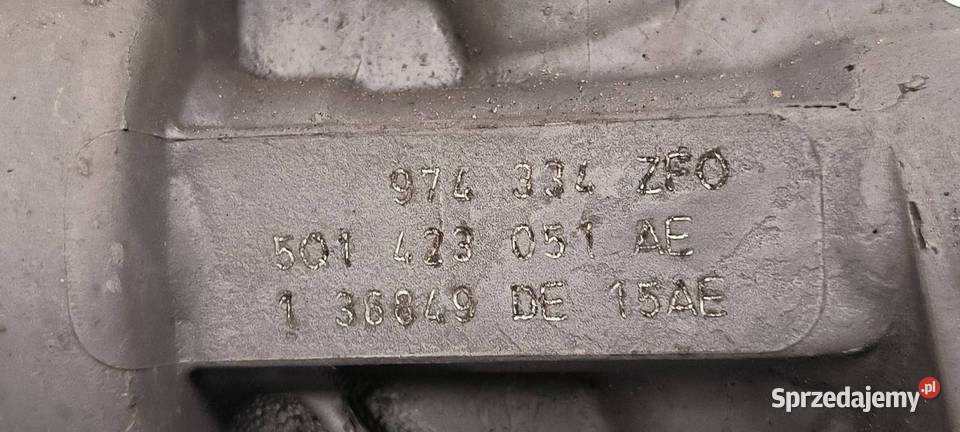 974 334 ZFO
5Q1 423 051 AE
1 36849 DE 15AE
Sprzedajemy.pl